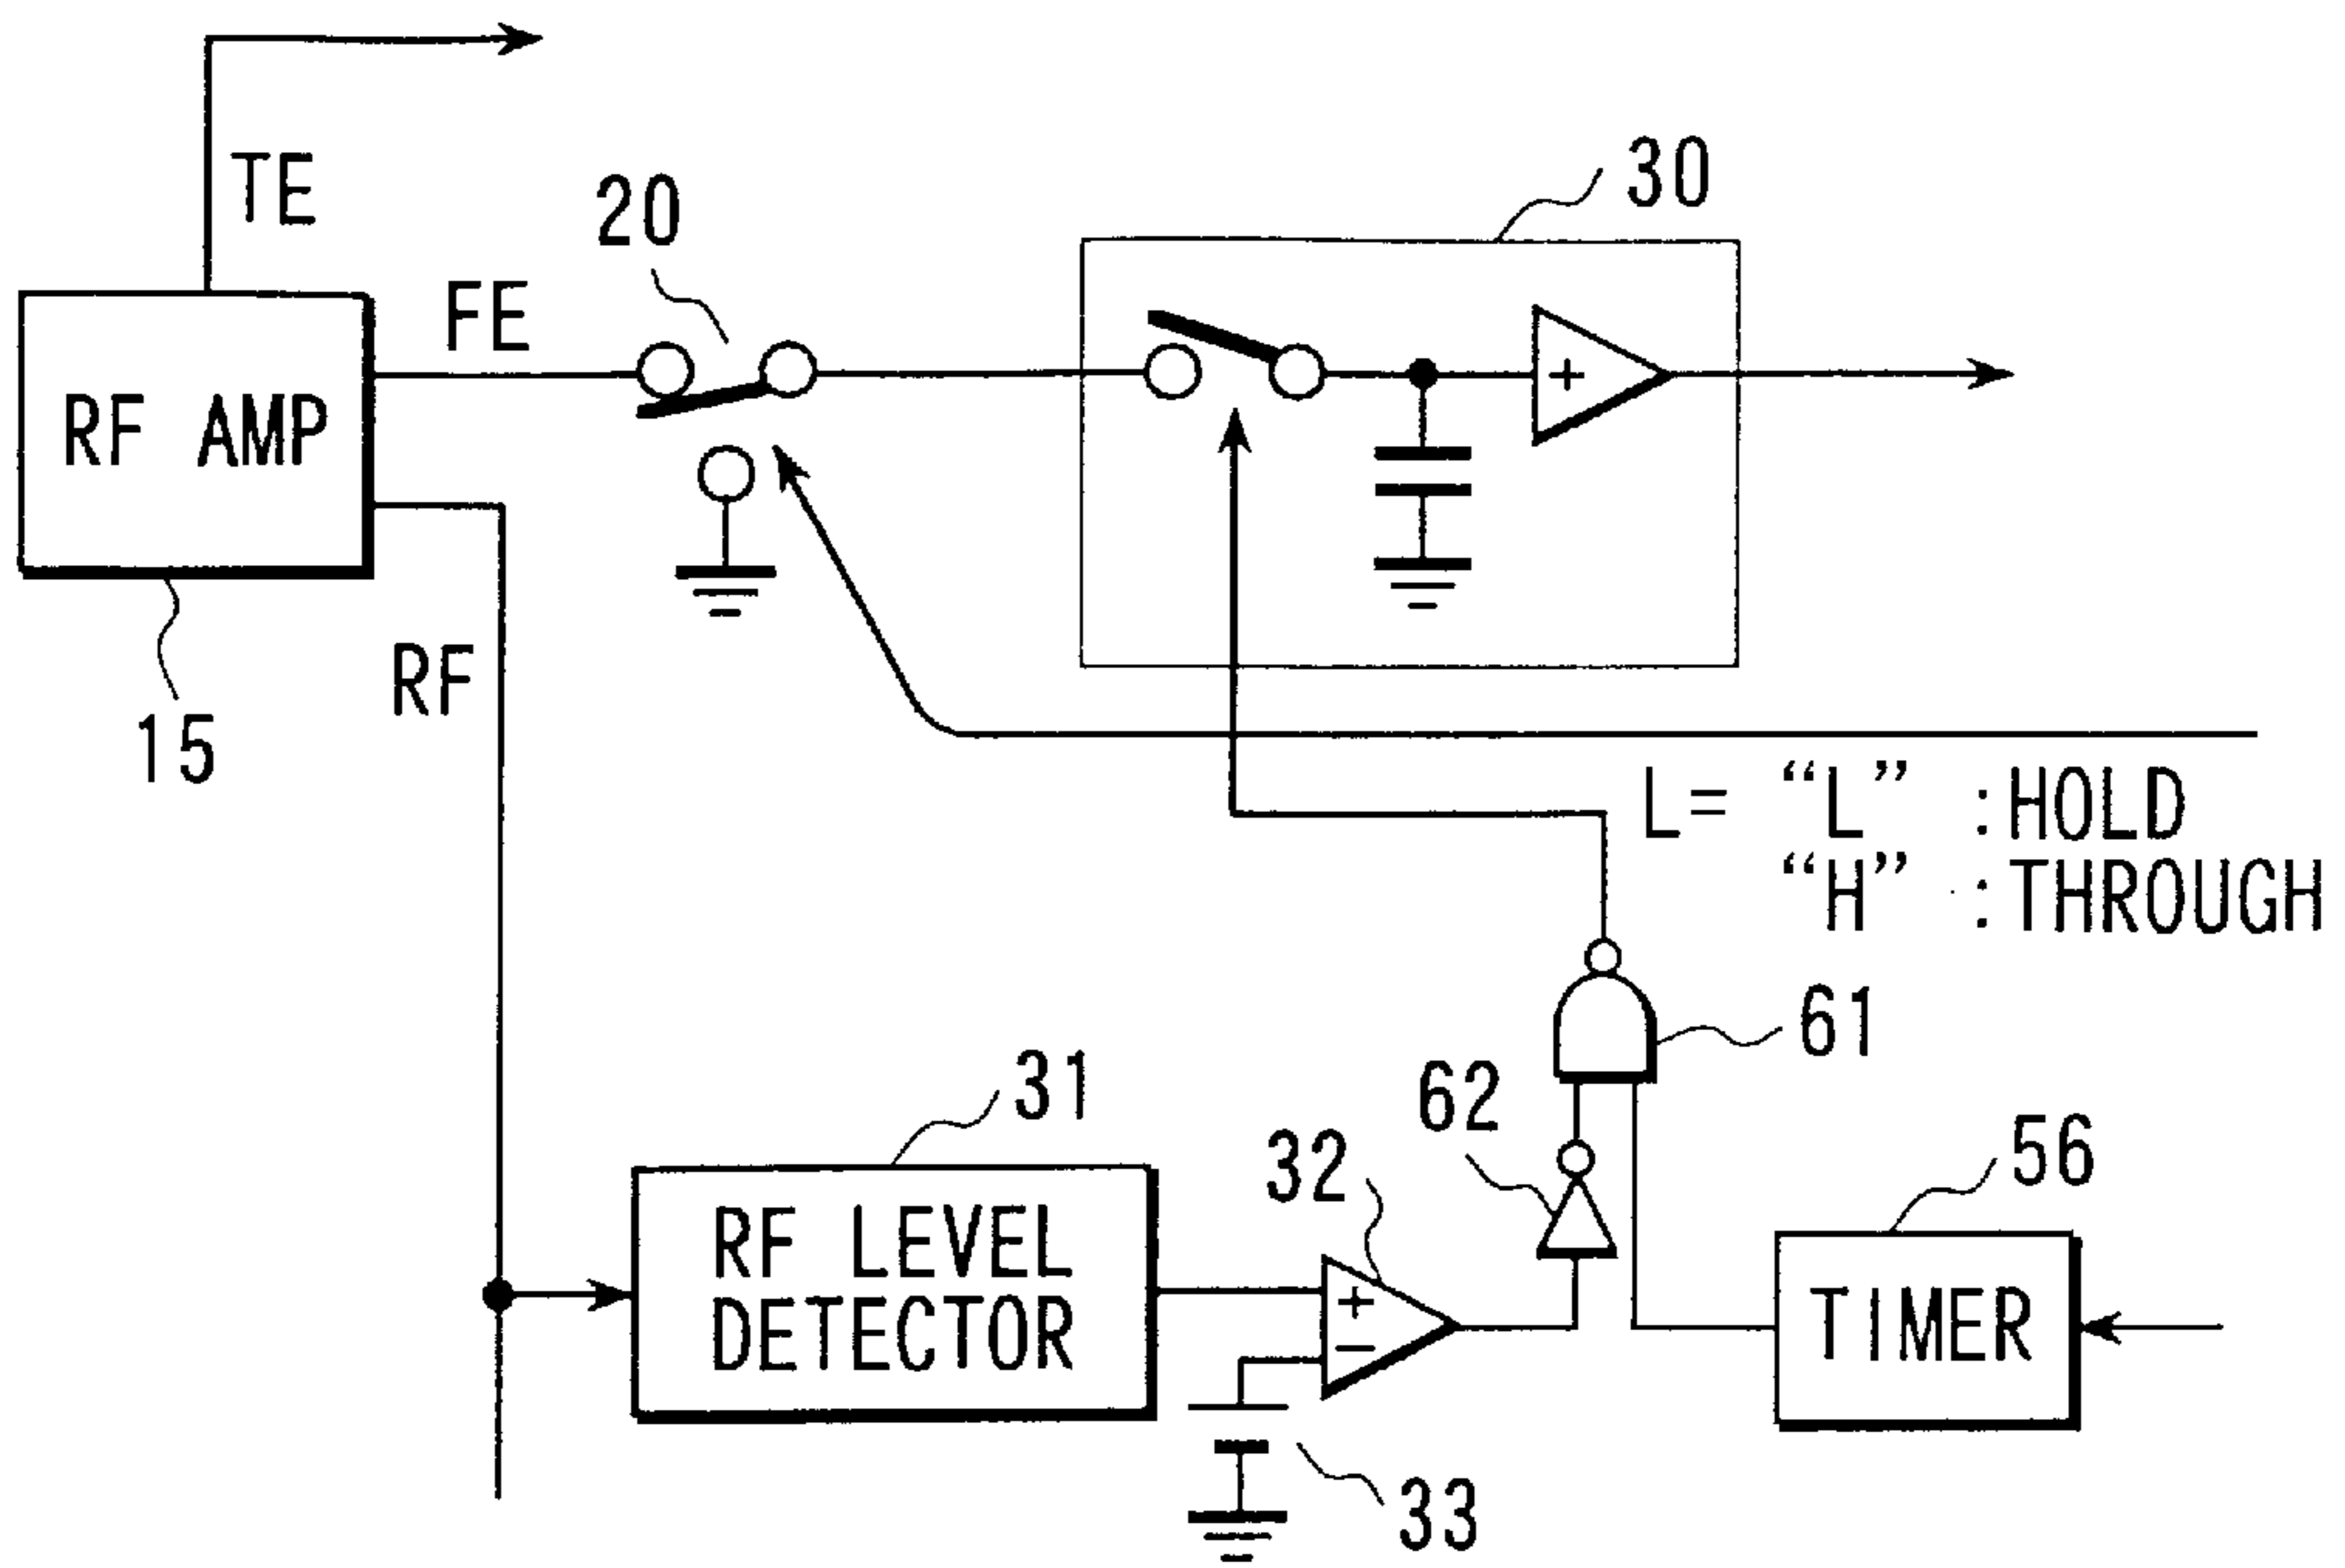 TE
20
30
FE
RF AMP
+
15
RF
L= “L” :HOLD
“H” :THROUGH
61
31
62
32
56
RF LEVEL
DETECTOR
+
−
TIMER
33